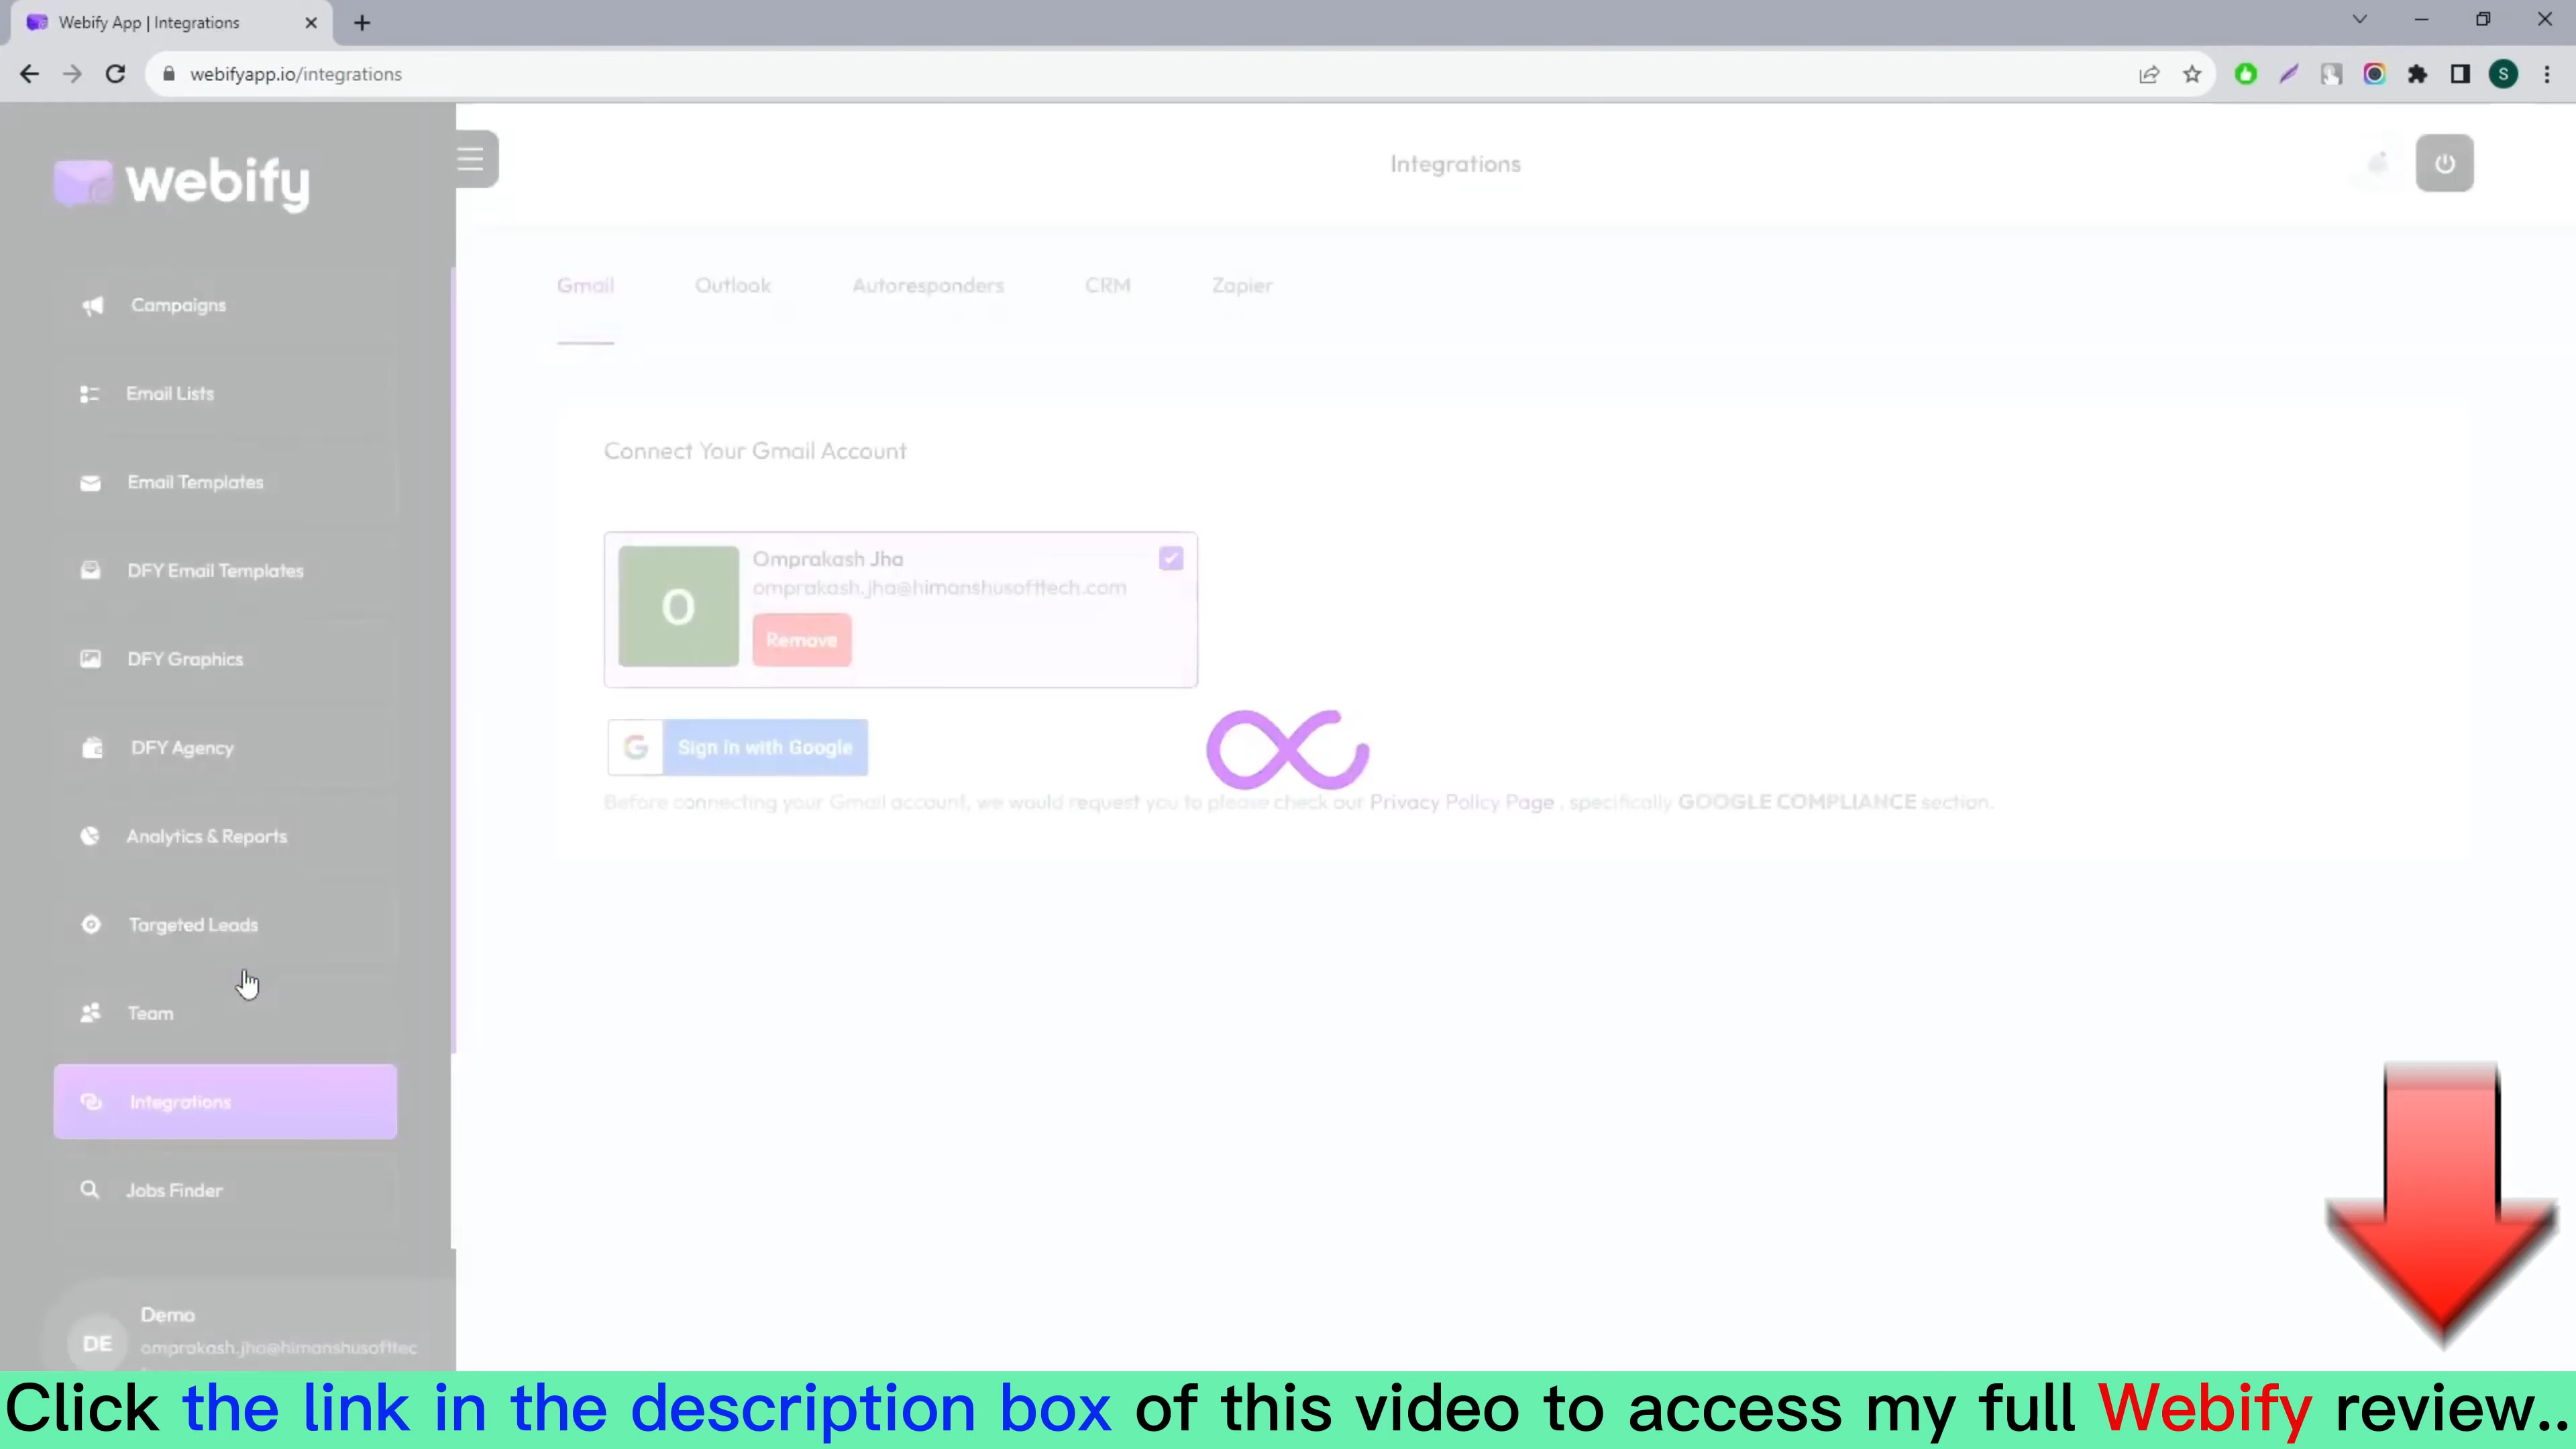 Webify App | Integrations
webifyapp.io/integrations
S
webify
Integrations
Campaigns
Email Lists
Email Templates
DFY Email Templates
DFY Graphics
DFY Agency
Analytics & Reports
Targeted Leads
Team
Integrations
Jobs Finder
Demo
DE
omprakash.jha@himanshusofttec
Gmail
Outlook
Autoresponders
CRM
Zapier
Connect Your Gmail Account
O
Omprakash Jha
omprakash.jha@himanshusofttech.com
Remove
Sign in with Google
Before connecting your Gmail account, we would request you to please check our Privacy Policy Page , specifically GOOGLE COMPLIANCE section.
Click the link in the description box of this video to access my full Webify review..